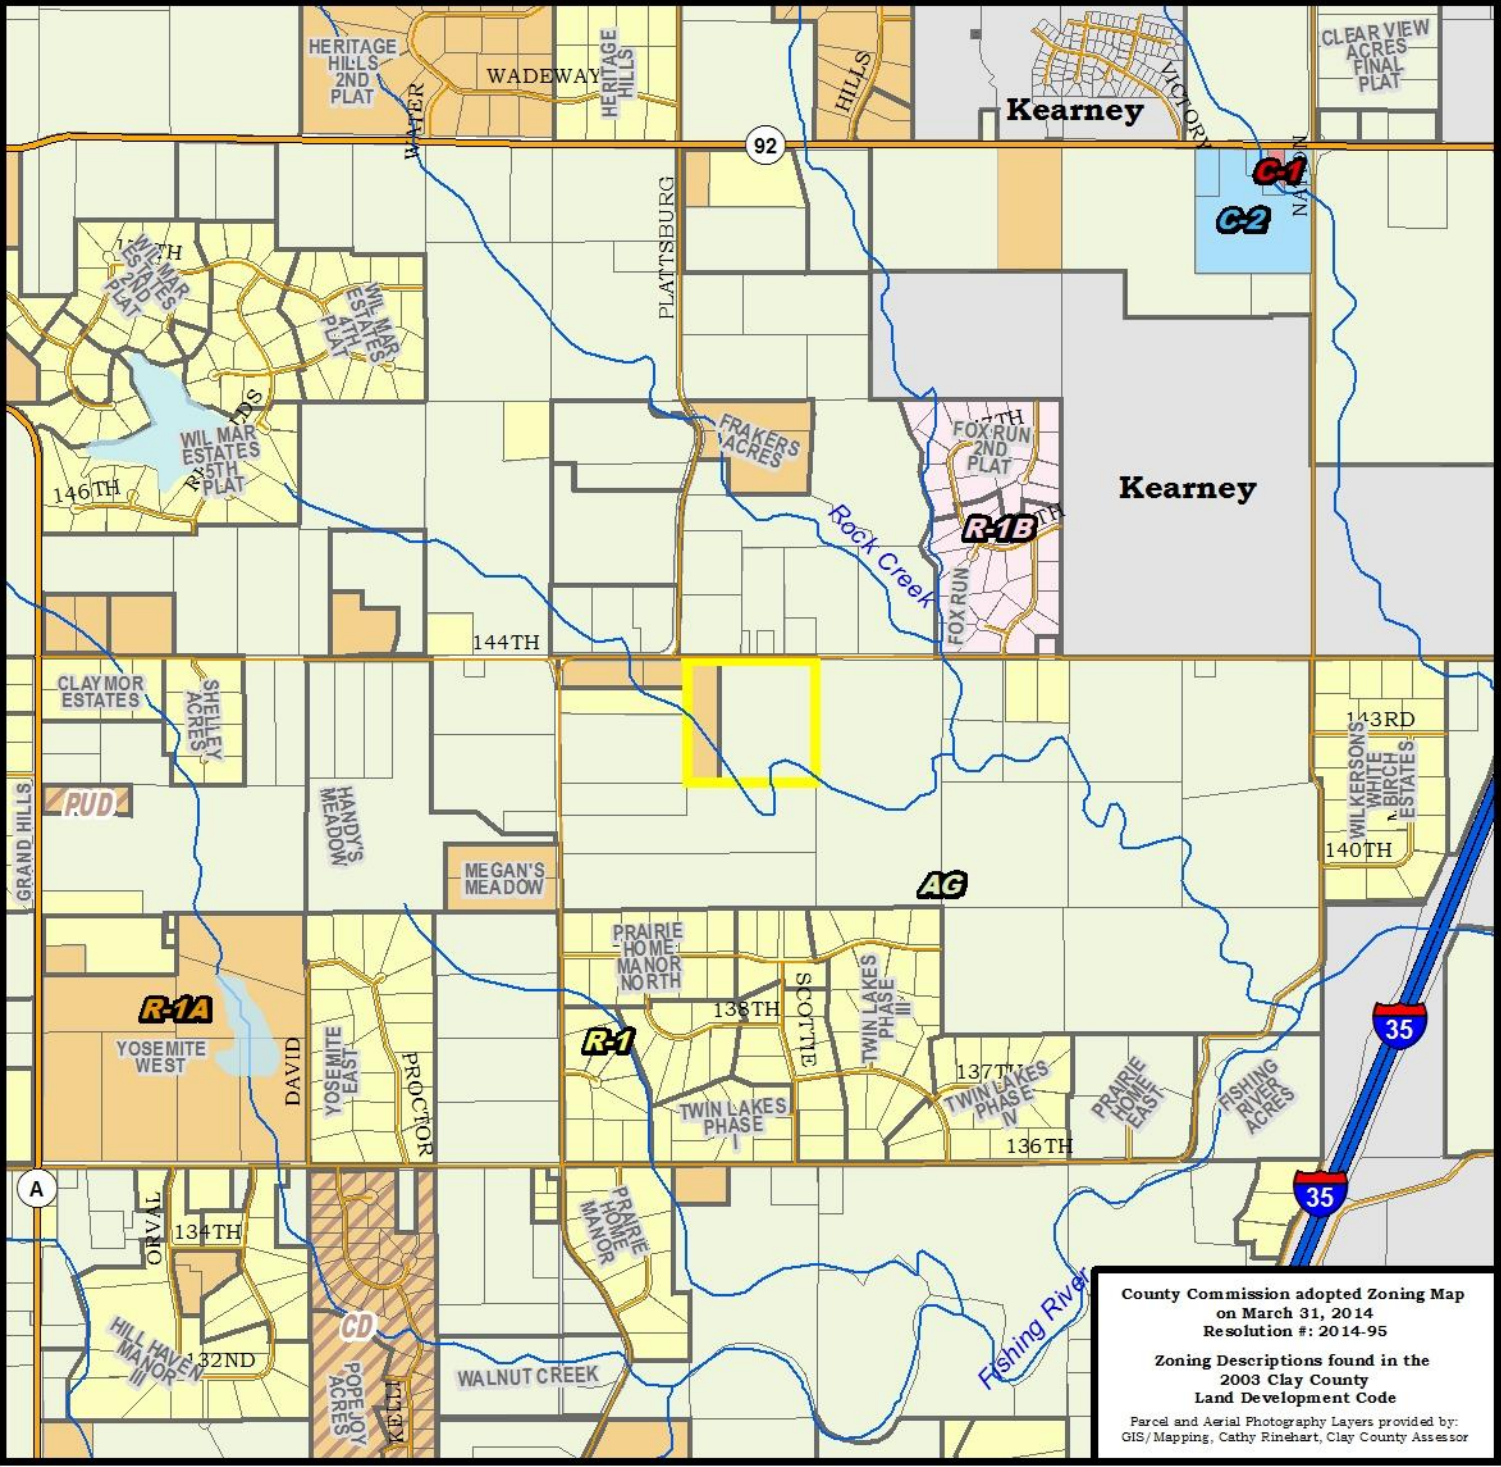 HERITAGE
HILLS
2ND
PLAT
WATER
WADEWAY
HERITAGE
HILLS
HILLS
Kearney
VICTORY
CLEAR VIEW
ACRES
FINAL
PLAT
92
C-1
C-2
PLATTSBURG
WILMAR
ESTATES
2ND
PLAT
WIL MAR
ESTATES
4TH
PLAT
WIL MAR
ESTATES
5TH
PLAT
146TH
FRAKERS
ACRES
Rock Creek
FOX RUN
2ND
PLAT
R-1B
FOX RUN
Kearney
144TH
CLAYMOR
ESTATES
SHELLEY
ACRES
PUD
GRAND HILLS
HANDY'S
MEADOW
MEGAN'S
MEADOW
AG
143RD
WILKERSONS
WHITE
BIRCH
ESTATES
140TH
PRAIRIE
HOME
MANOR
NORTH
138TH
SCOTTIE
TWIN LAKES
PHASE
III
R-1A
YOSEMITE
WEST
DAVID
YOSEMITE
EAST
PROCTOR
R-1
TWIN LAKES
PHASE
I
TWIN LAKES
PHASE
IV
136TH
PRAIRIE
HOME
EAST
FISHING
RIVER
ACRES
35
35
A
ORVAL
134TH
HILL HAVEN
MANOR
III
132ND
CD
POPEJOY
ACRES
KELLI
PRAIRIE
HOME
MANOR
WALNUT CREEK
Fishing River
County Commission adopted Zoning Map
on March 31, 2014
Resolution #: 2014-95
Zoning Descriptions found in the
2003 Clay County
Land Development Code
Parcel and Aerial Photography Layers provided by:
GIS/Mapping, Cathy Rinehart, Clay County Assessor